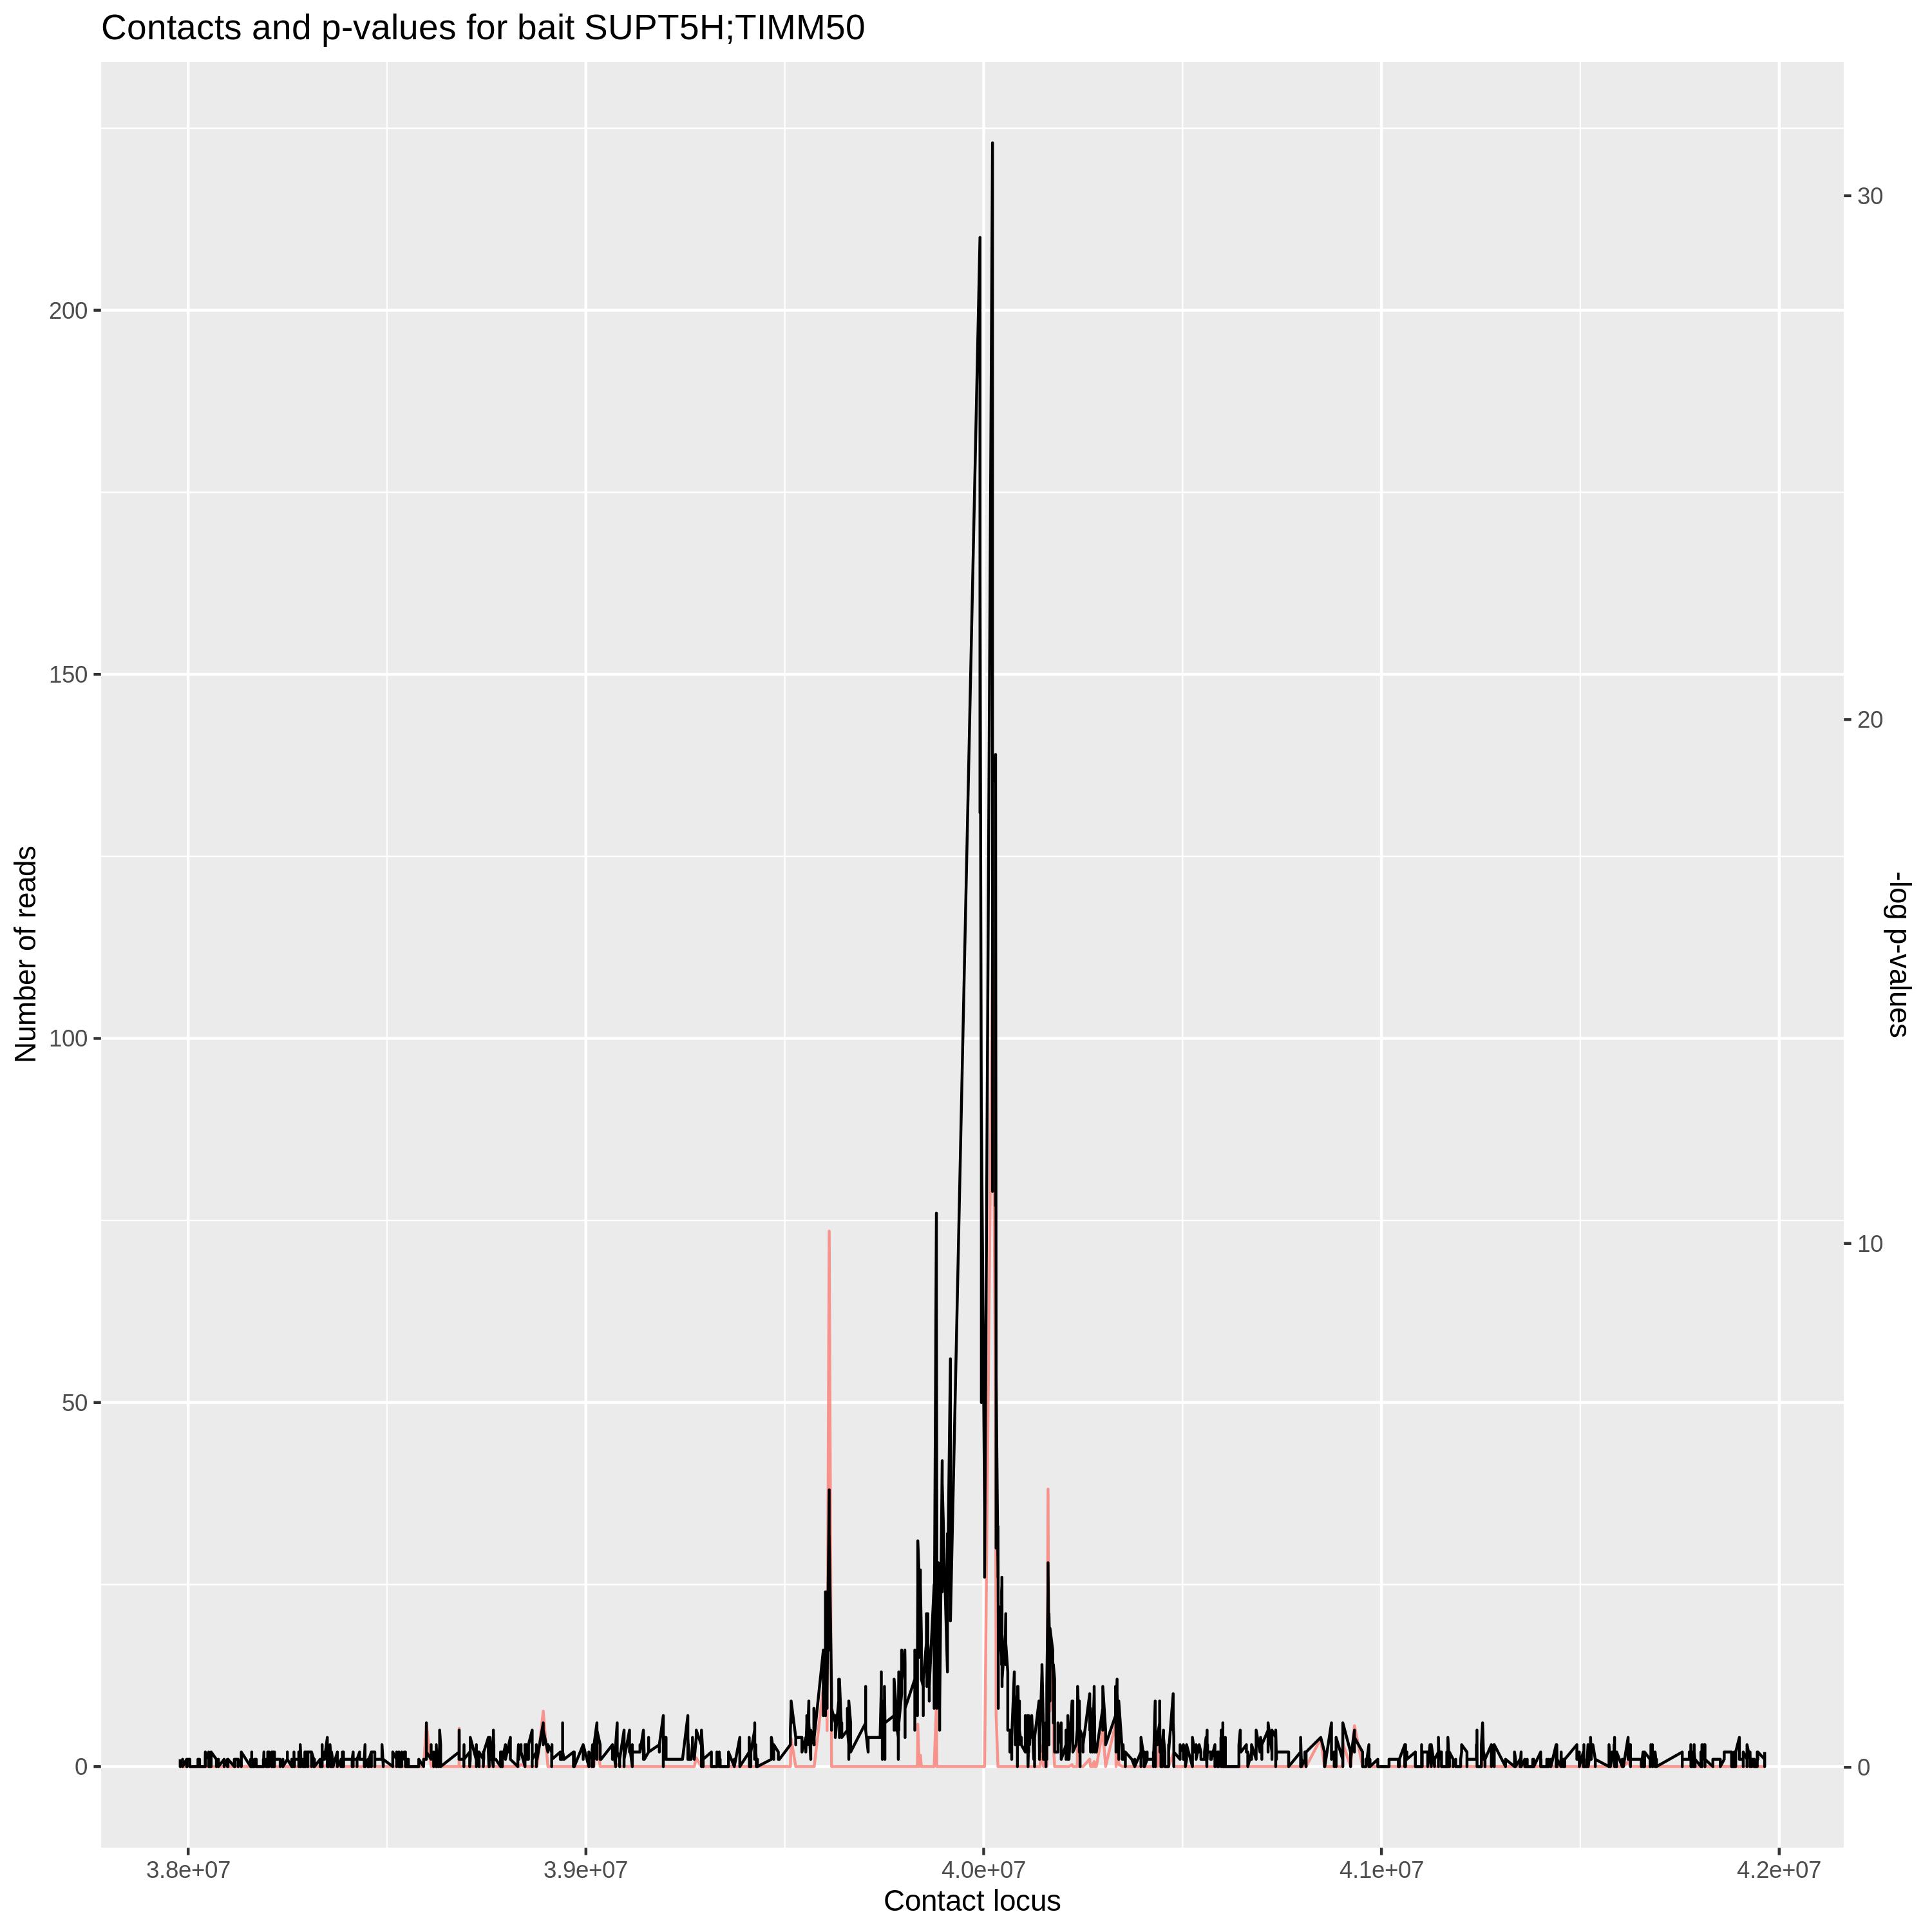 Contacts and p-values for bait SUPT5H;TIMM50
Number of reads
200
150
100
50
0
30
20
10
0
-log p-values
3.8e+07
3.9e+07
4.0e+07
4.1e+07
4.2e+07
Contact locus